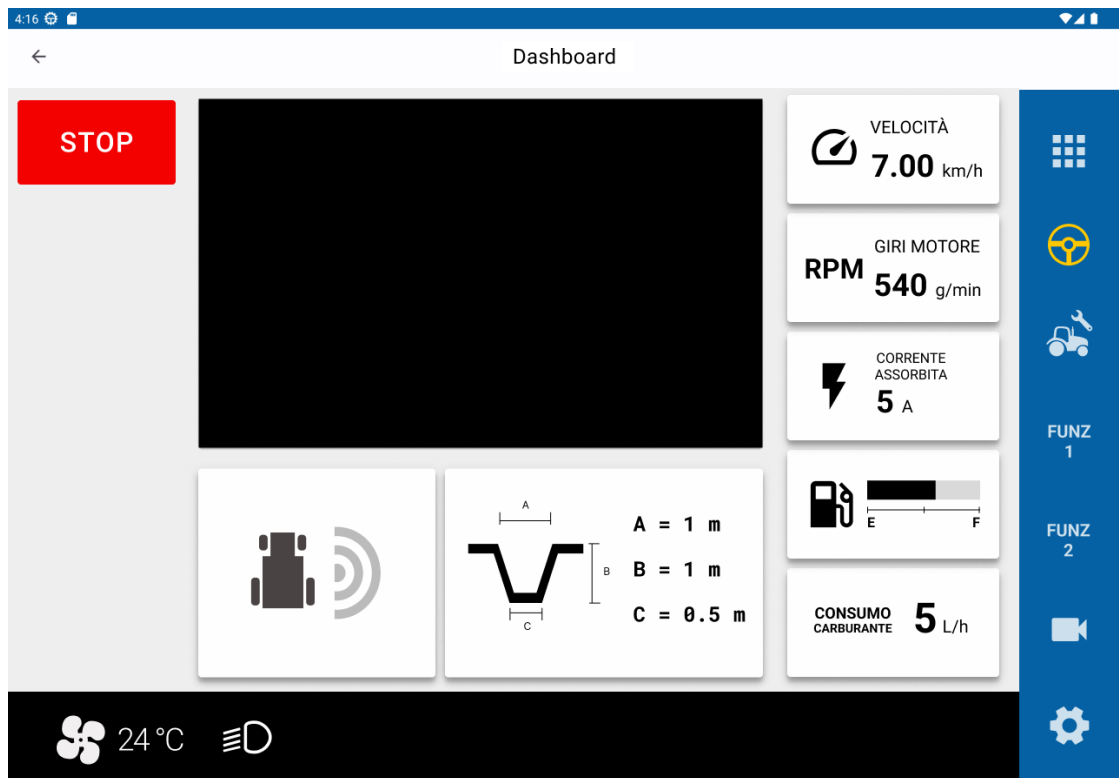 4:16
Dashboard
STOP
VELOCITÀ
7.00 km/h
RPM
GIRI MOTORE
540 g/min
CORRENTE
ASSORBITA
5 A
E F
CONSUMO
CARBURANTE
5 L/h
A
B
C
A = 1 m
B = 1 m
C = 0.5 m
FUNZ
1
FUNZ
2
24 °C